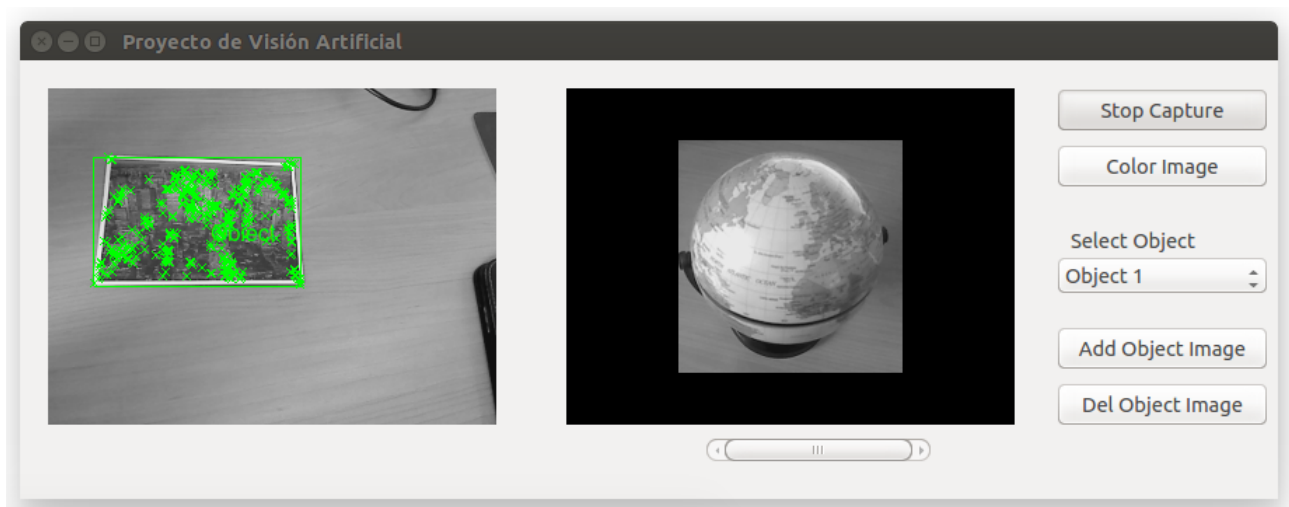 Proyecto de Visión Artificial
Stop Capture
Color Image
Select Object
Object 1
Add Object Image
Del Object Image
Object